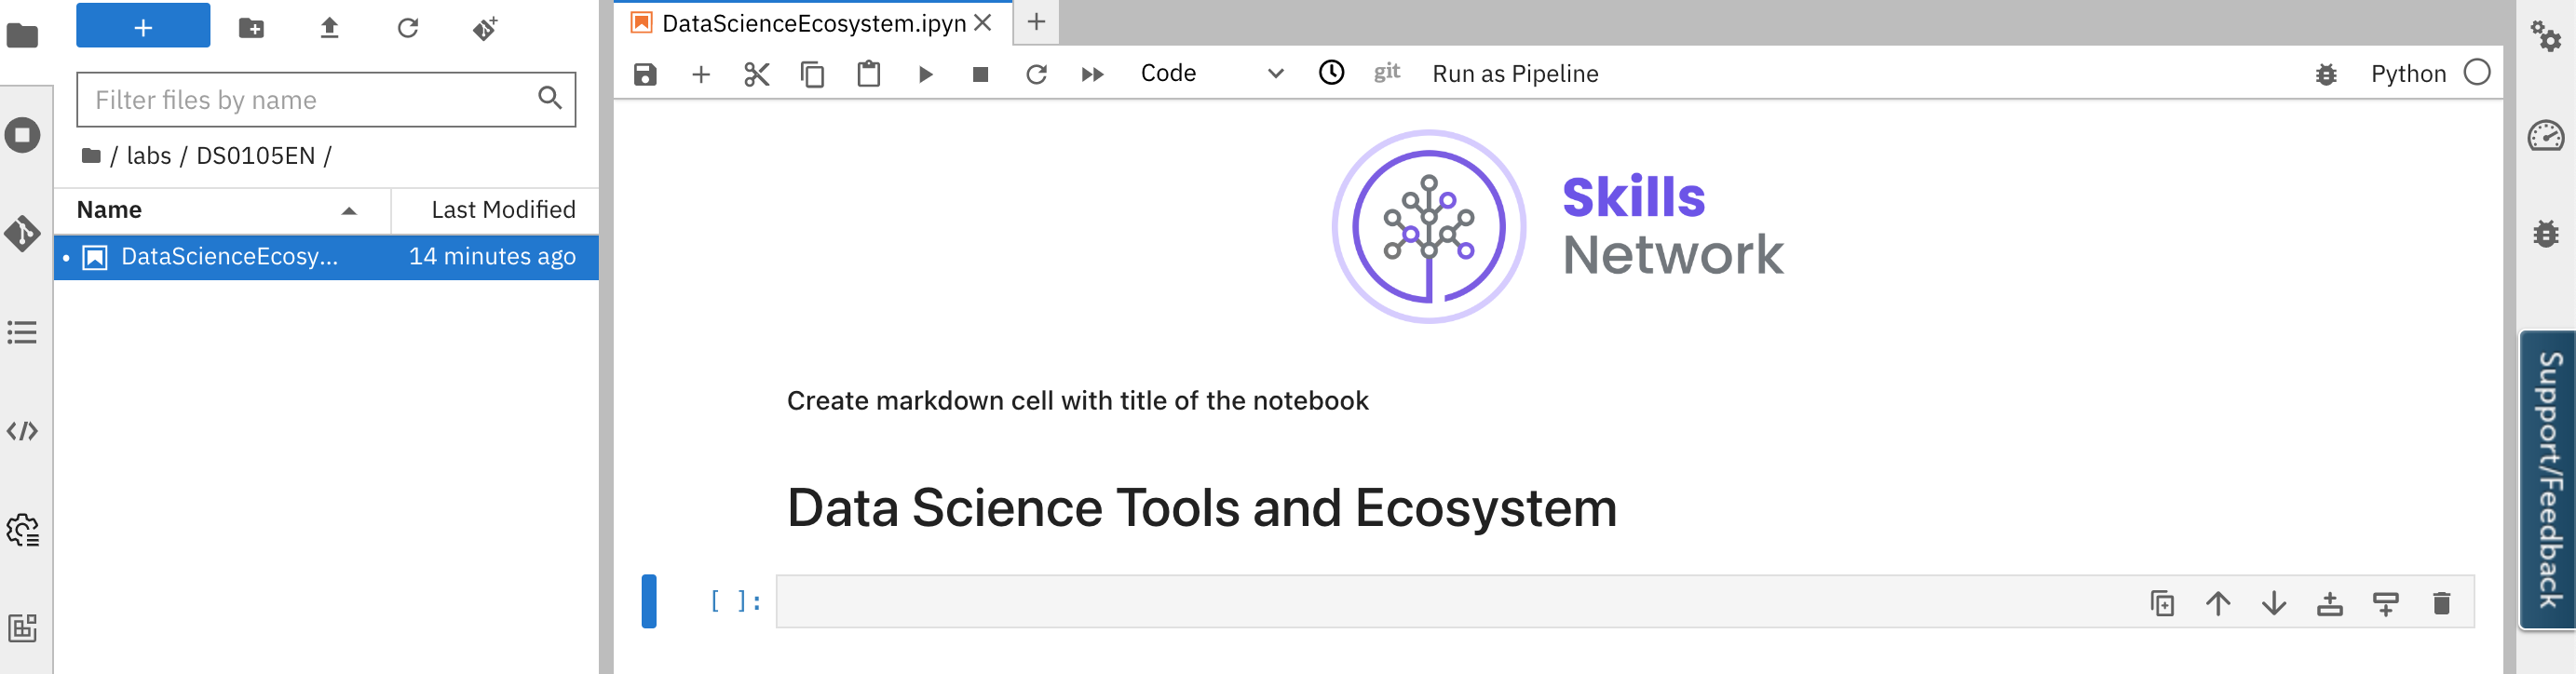 DataScienceEcosystem.ipyn
Filter files by name
Code
git
Run as Pipeline
Python
/ labs / DS0105EN /
Name
Last Modified
DataScienceEcosy...
14 minutes ago
Skills
Network
Create markdown cell with title of the notebook
Data Science Tools and Ecosystem
[ ]:
Support/Feedback